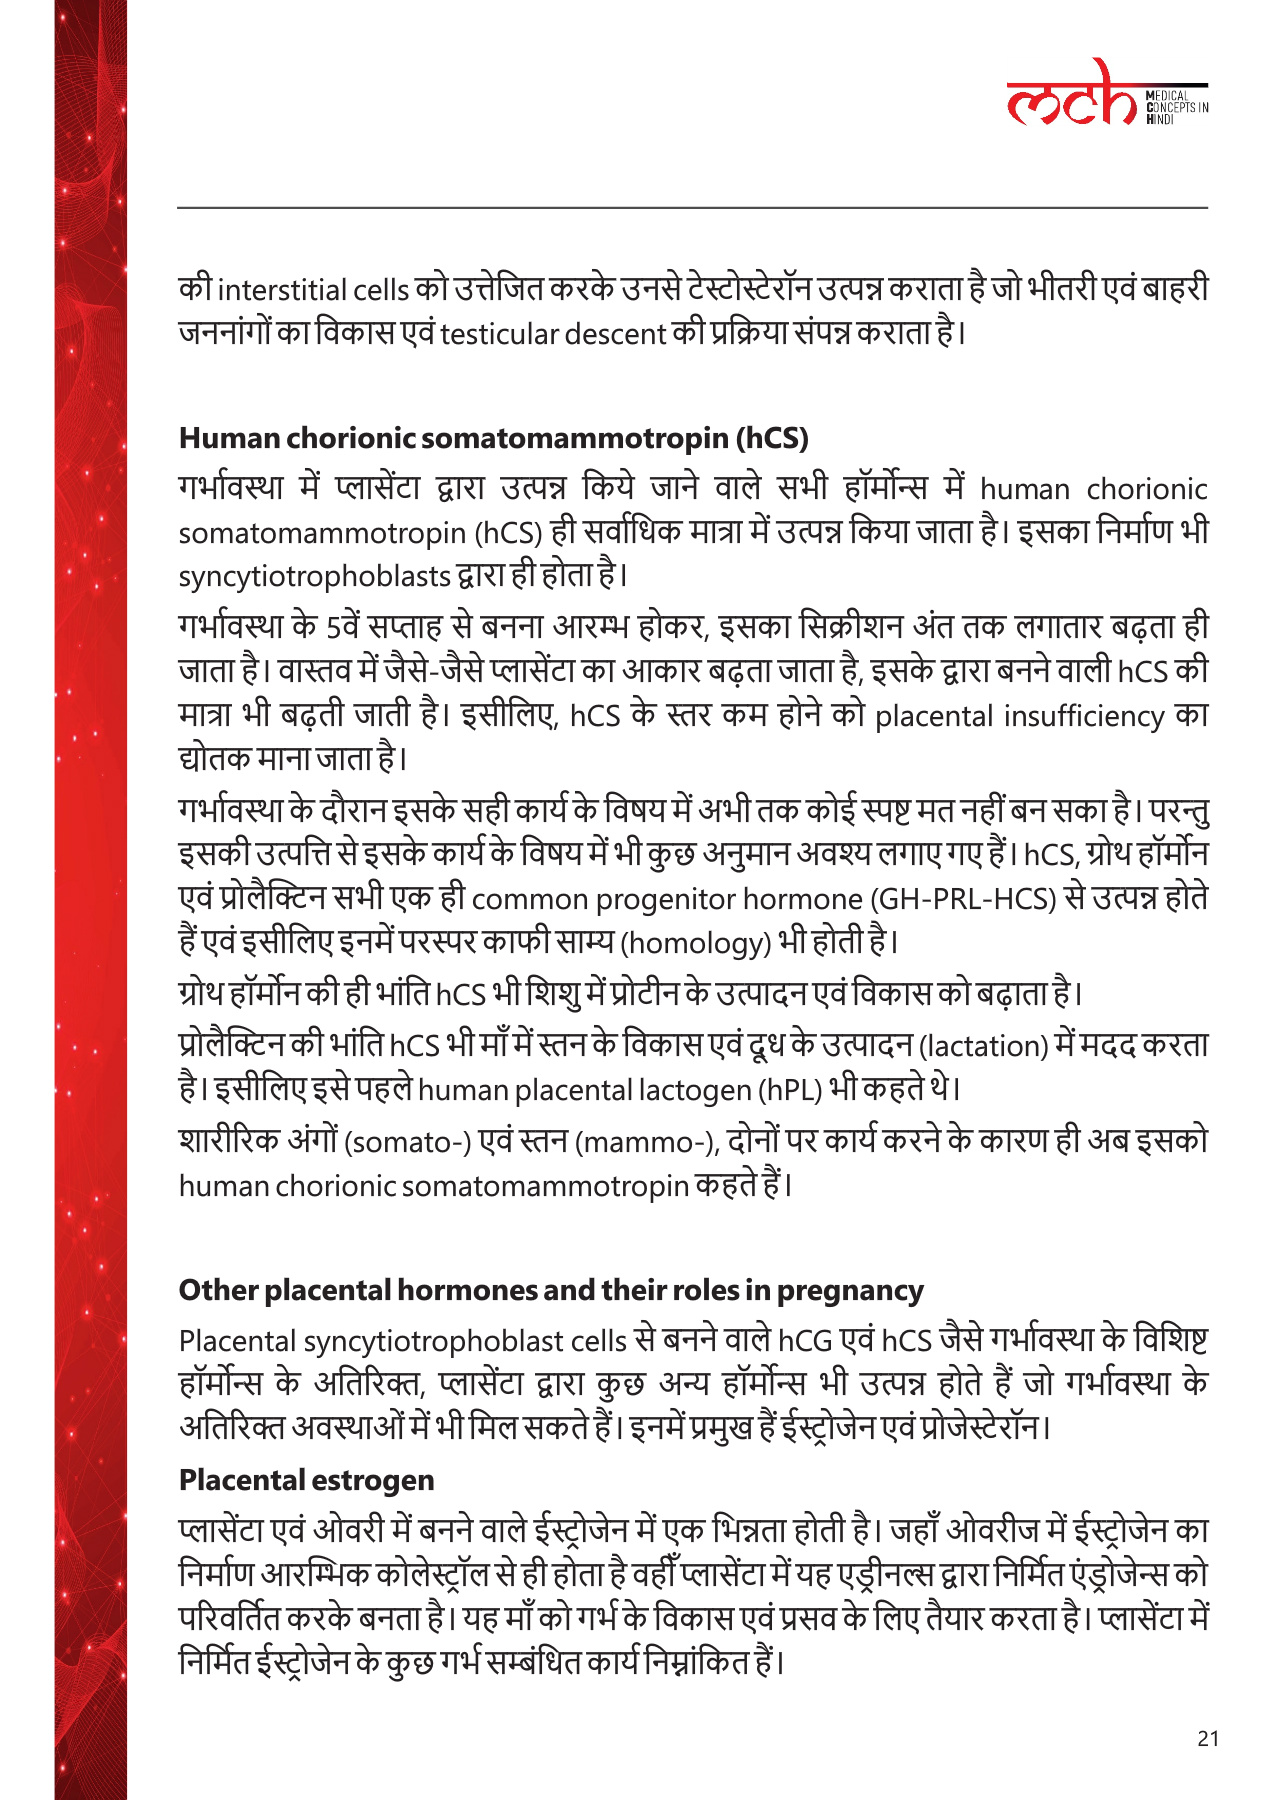 mch MEDICAL
CONCEPTS IN
HINDI
की interstitial cells को उत्तेजित करके उनसे टेस्टोस्टेरॉन उत्पन्न कराता है जो भीतरी एवं बाहरी
जननांगों का विकास एवं testicular descent की प्रक्रिया संपन्न कराता है।
Human chorionic somatomammotropin (hCS)
गर्भावस्था में प्लासेंटा द्वारा उत्पन्न किये जाने वाले सभी हॉर्मोन्स में human chorionic
somatomammotropin (hCS) ही सर्वाधिक मात्रा में उत्पन्न किया जाता है। इसका निर्माण भी
syncytiotrophoblasts द्वारा ही होता है।
गर्भावस्था के 5वें सप्ताह से बनना आरम्भ होकर, इसका सिक्रीशन अंत तक लगातार बढ़ता ही
जाता है। वास्तव में जैसे-जैसे प्लासेंटा का आकार बढ़ता जाता है, इसके द्वारा बनने वाली hCS की
मात्रा भी बढ़ती जाती है। इसीलिए, hCS के स्तर कम होने को placental insufficiency का
द्योतक माना जाता है।
गर्भावस्था के दौरान इसके सही कार्य के विषय में अभी तक कोई स्पष्ट मत नहीं बन सका है। परन्तु
इसकी उत्पत्ति से इसके कार्य के विषय में भी कुछ अनुमान अवश्य लगाए गए हैं। hCS, ग्रोथ हॉर्मोन
एवं प्रोलैक्टिन सभी एक ही common progenitor hormone (GH-PRL-HCS) से उत्पन्न होते
हैं एवं इसीलिए इनमें परस्पर काफी साम्य (homology) भी होती है।
ग्रोथ हॉर्मोन की ही भांति hCS भी शिशु में प्रोटीन के उत्पादन एवं विकास को बढ़ाता है।
प्रोलैक्टिन की भांति hCS भी माँ में स्तन के विकास एवं दूध के उत्पादन (lactation) में मदद करता
है। इसीलिए इसे पहले human placental lactogen (hPL) भी कहते थे।
शारीरिक अंगों (somato-) एवं स्तन (mammo-), दोनों पर कार्य करने के कारण ही अब इसको
human chorionic somatomammotropin कहते हैं।
Other placental hormones and their roles in pregnancy
Placental syncytiotrophoblast cells से बनने वाले hCG एवं hCS जैसे गर्भावस्था के विशिष्ट
हॉर्मोन्स के अतिरिक्त, प्लासेंटा द्वारा कुछ अन्य हॉर्मोन्स भी उत्पन्न होते हैं जो गर्भावस्था के
अतिरिक्त अवस्थाओं में भी मिल सकते हैं। इनमें प्रमुख हैं ईस्ट्रोजेन एवं प्रोजेस्टेरॉन।
Placental estrogen
प्लासेंटा एवं ओवरी में बनने वाले ईस्ट्रोजेन में एक भिन्नता होती है। जहाँ ओवरीज में ईस्ट्रोजेन का
निर्माण आरम्भिक कोलेस्ट्रॉल से ही होता है वहीँ प्लासेंटा में यह एड्रीनल्स द्वारा निर्मित एंड्रोजेन्स को
परिवर्तित करके बनता है। यह माँ को गर्भ के विकास एवं प्रसव के लिए तैयार करता है। प्लासेंटा में
निर्मित ईस्ट्रोजेन के कुछ गर्भ सम्बंधित कार्य निम्नांकित हैं।
21